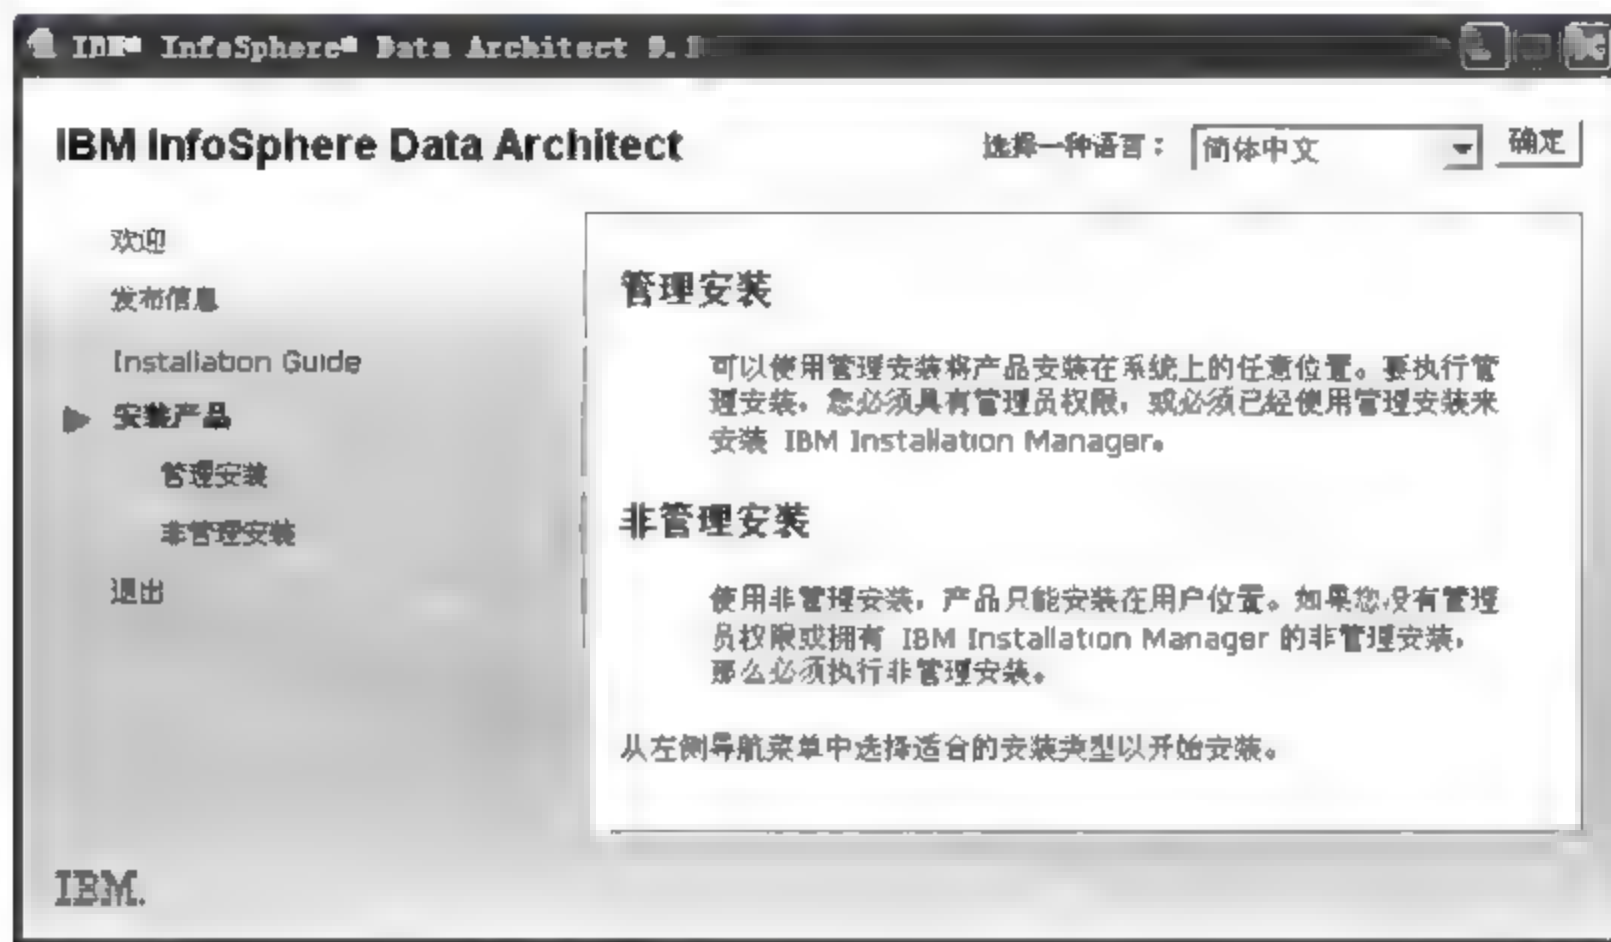 IBM® InfoSphere® Data Architect 9.1
IBM InfoSphere Data Architect
选择一种语言：
简体中文
确定
欢迎
发布信息
Installation Guide
安装产品
管理安装
非管理安装
退出
管理安装
可以使用管理安装将产品安装在系统上的任意位置。要执行管
理安装，您必须具有管理员权限，或必须已经使用管理安装来
安装 IBM Installation Manager。
非管理安装
使用非管理安装，产品只能安装在用户位置。如果您没有管理
员权限或拥有 IBM Installation Manager 的非管理安装，
那么必须执行非管理安装。
从左侧导航菜单中选择适合的安装类型以开始安装。
IBM.